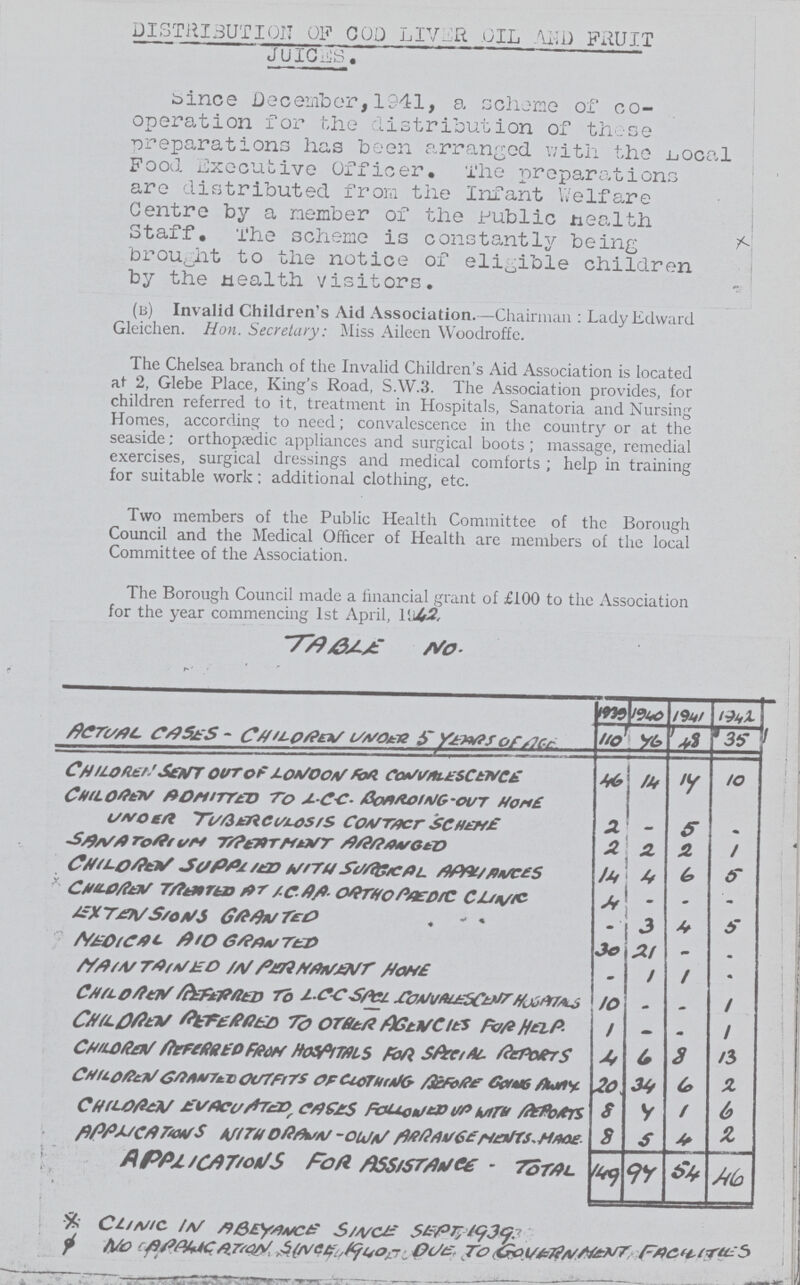 DISTRIBUTION OF COD LIVER OIL AND FRUIT
JUICES.
Since December,1941, a scheme of co-
operation for the distribution of these
preparations has been arranged with the Local
Food Executive Officer. The preparations
are distributed from the Infant Welfare
Centre by a member of the Public Health
Staff. The scheme is constantly being
brought to the notice of eligible children
by the Health Visitors.
(B) Invalid Children's Aid Association.—Chairman : Lady Edward
Gleichen. Hon. Secretary: Miss Aileen Woodroffe.
The Chelsea branch of the Invalid Children's Aid Association is located
at 2, Glebe Place, King's Road, S.W.3. The Association provides, for
children referred to it, treatment in Hospitals, Sanatoria and Nursing
Homes, according to need; convalescence in the country or at the
seaside; orthopædic appliances and surgical boots; massage, remedial
exercises, surgical dressings and medical comforts; help in training
for suitable work; additional clothing, etc.
Two members of the Public Health Committee of the Borough
Council and the Medical Officer of Health are members of the local
Committee of the Association.
The Borough Council made a financial grant of £100 to the Association
for the year commencing 1st April, 1942.
TABLE NO.
1939 1940 1941 1942
ACTUAL CASES - CHILDREN UNDER 5 YEARS OF AGE 110 76 48 35
CHILDREN SENT OUT OF LONDON FOR CONVALESCENCE 46 14 14 10
CHILDREN ADMITTED TO L.C.C. BOARDING-OUT HOME
UNDER TUBERCULOSIS CONTACT SCHEME 2 - 5 -
SANATORIUM TREATMENT ARRANGED 2 2 2 1
CHILDREN SUPPLIED WITH SURGICAL APPLIANCES 14 4 6 5
* CHILDREN TREATED AT I.C.A.A. ORTHOPAEDIC CLINIC 4 - - -
EXTENSIONS GRANTED - 3 4 5
MEDICAL AID GRANTED 30 21 - -
MAINTAINED IN PERMANENT HOME - 1 1 -
CHILDREN REFERRED TO L.C.C SPCL CONVALESCENT HOSPITALS 10 - - 1
CHILDREN REFERRED TO OTHER AGENCIES FOR HELP. 1 - - 1
CHILDREN REFERRED FROM HOSPITALS FOR SPECIAL REPORTS 4 6 8 13
CHILDREN GRANTED OUTFITS OF CLOTHING BEFORE GOING AWAY. 20 34 6 2
CHILDREN EVACUATED, CASES FOLLOWED UP WITH REPORTS 8 4 1 6
APPLICATIONS WITHDRAWN - OWN ARRANGEMENTS MADE. 8 5 4 2
APPLICATIONS FOR ASSISTANCE - TOTAL 149 94 54 46
* CLINIC IN ABEYANCE SINCE SEPT, 1939.
NO APPLICATION SINCE 1940 DUE TO GOVERNMENT FACILITIES